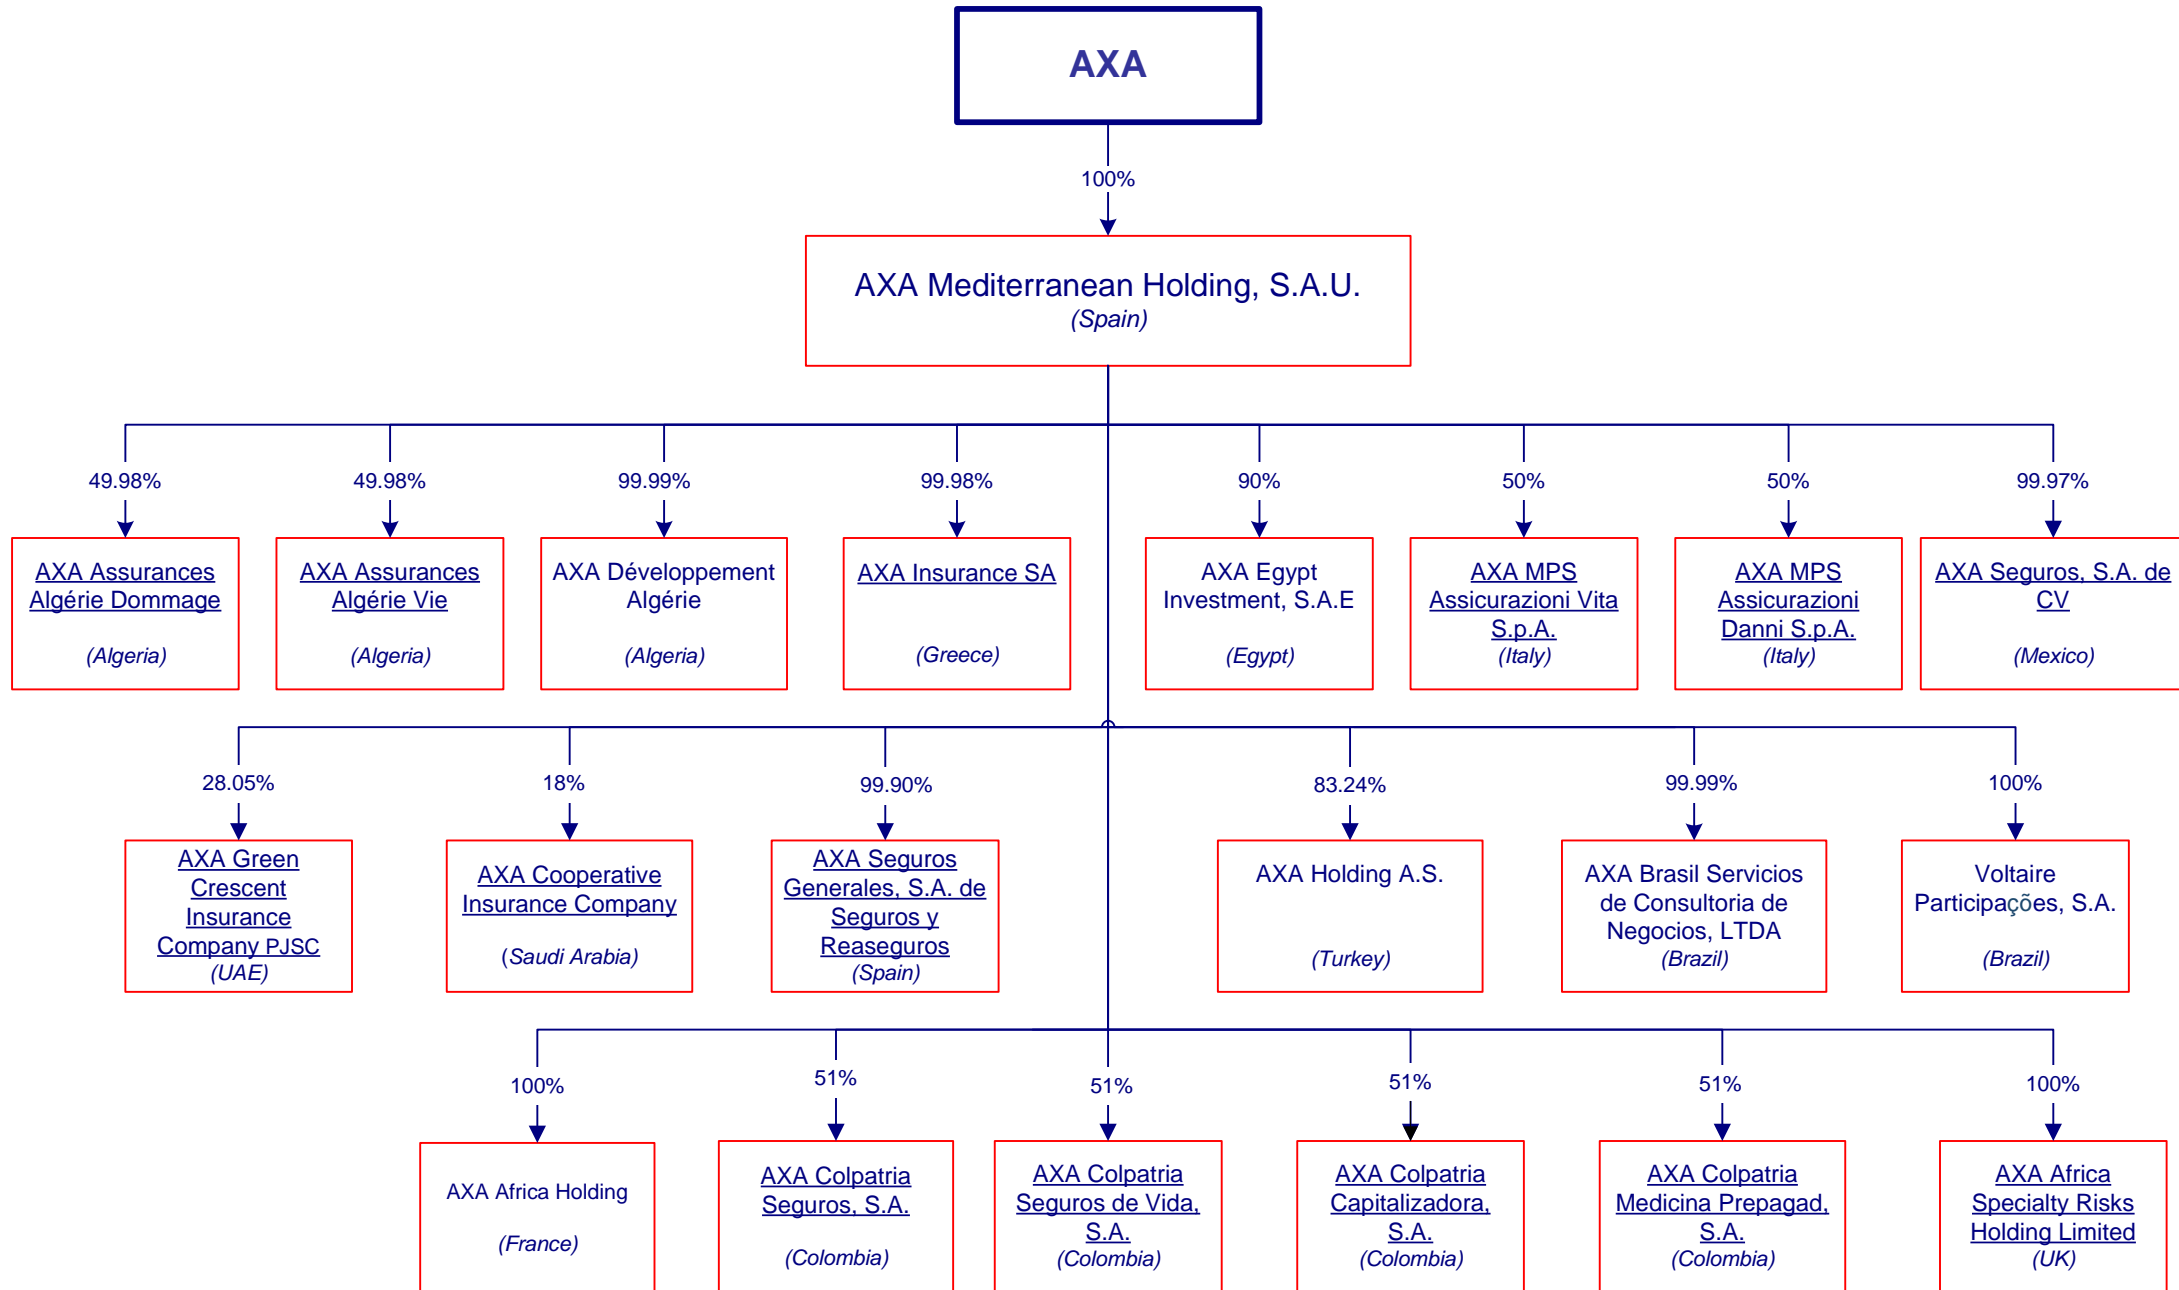 AXA
100%
AXA Mediterranean Holding, S.A.U.
(Spain)
49.98%
49.98%
99.99%
99.98%
90%
50%
50%
99.97%
AXA Assurances
Algérie Dommage
(Algeria)
AXA Assurances
Algérie Vie
(Algeria)
AXA Développement
Algérie
(Algeria)
AXA Insurance SA
(Greece)
AXA Egypt
Investment, S.A.E
(Egypt)
AXA MPS
Assicurazioni Vita
S.p.A.
(Italy)
AXA MPS
Assicurazioni
Danni S.p.A.
(Italy)
AXA Seguros, S.A. de
CV
(Mexico)
28.05%
18%
99.90%
83.24%
99.99%
100%
AXA Green
Crescent
Insurance
Company PJSC
(UAE)
AXA Cooperative
Insurance Company
(Saudi Arabia)
AXA Seguros
Generales, S.A. de
Seguros y
Reaseguros
(Spain)
AXA Holding A.S.
(Turkey)
AXA Brasil Servicios
de Consultoria de
Negocios, LTDA
(Brazil)
Voltaire
Participações, S.A.
(Brazil)
100%
51%
51%
51%
51%
100%
AXA Africa Holding
(France)
AXA Colpatria
Seguros, S.A.
(Colombia)
AXA Colpatria
Seguros de Vida,
S.A.
(Colombia)
AXA Colpatria
Capitalizadora,
S.A.
(Colombia)
AXA Colpatria
Medicina Prepagad,
S.A.
(Colombia)
AXA Africa
Specialty Risks
Holding Limited
(UK)